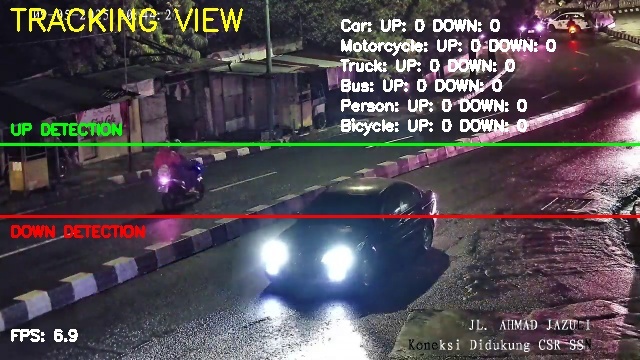 TRACKING VIEW
Car: UP: 0 DOWN: 0
Motorcycle: UP: 0 DOWN: 0
Truck: UP: 0 DOWN: 0
Bus: UP: 0 DOWN: 0
Person: UP: 0 DOWN: 0
Bicycle: UP: 0 DOWN: 0
UP DETECTION
DOWN DETECTION
FPS: 6.9
JL. AHMAD
Koneksi Didukung CSR SSN